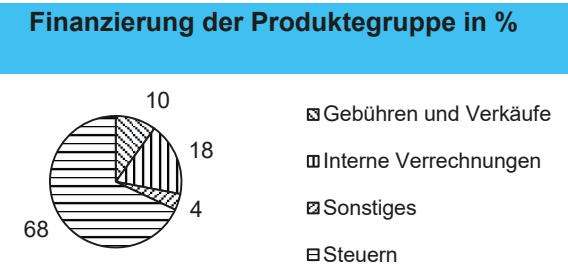 Finanzierung der Produktegruppe in %
10
18
4
68
Gebühren und Verkäufe
Interne Verrechnungen
Sonstiges
Steuern